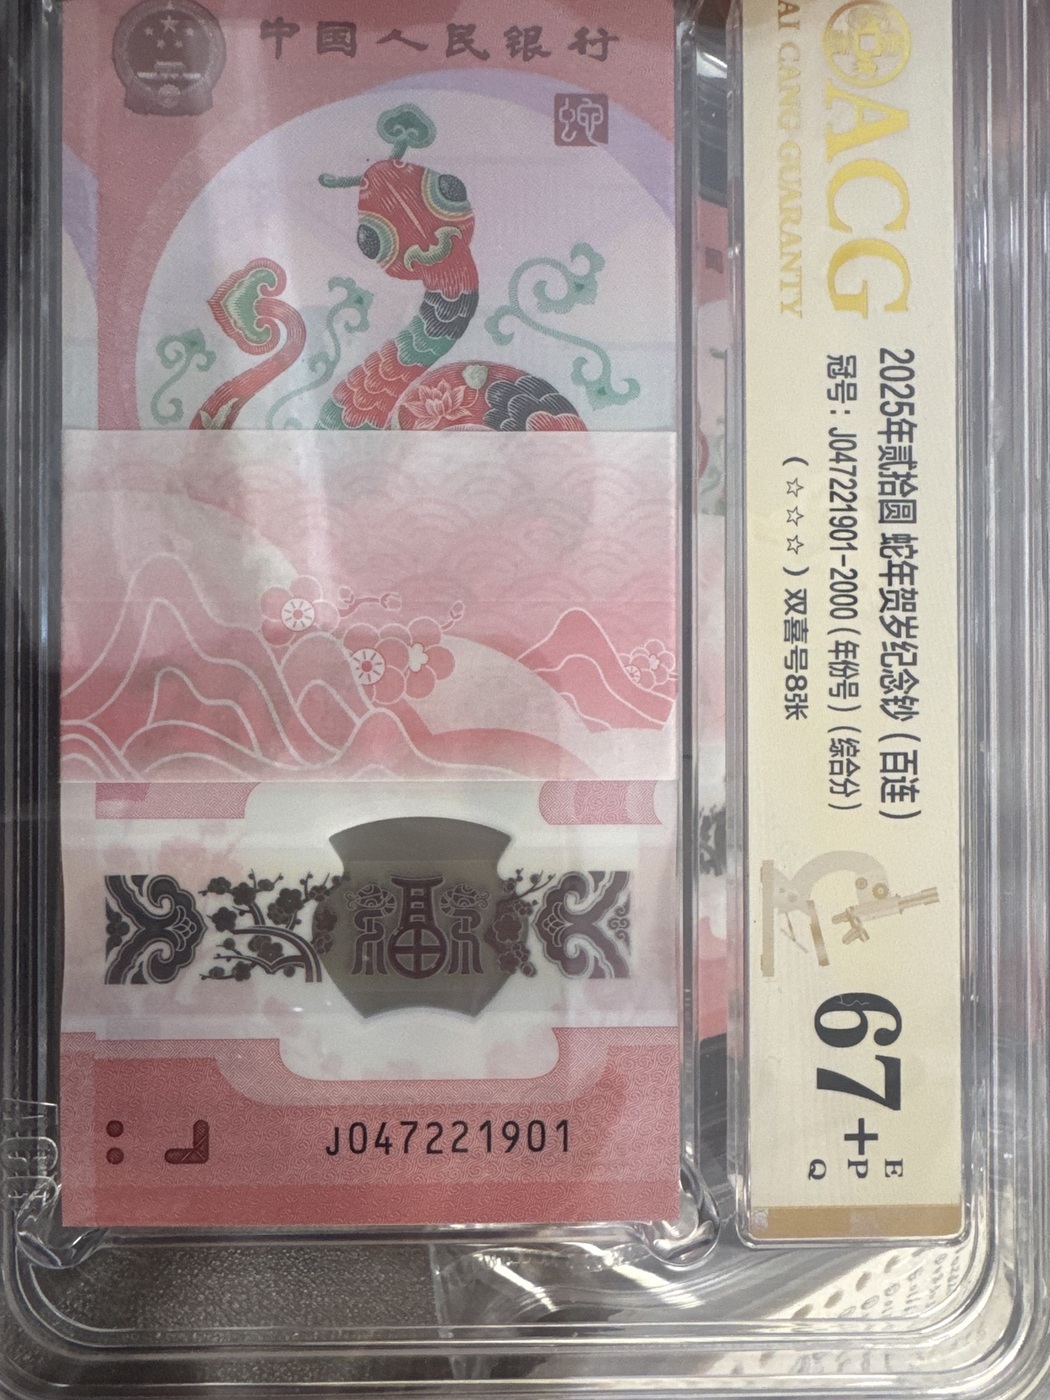 中国人民银行
蛇
福
J047221901
ACG
AI CANG GUARANTY
2025年贰拾圆 蛇年贺岁纪念钞（百连）
冠号：J047221901-2000（年份号）（综合分）
（☆☆☆）双喜号8张
67+
E
P
Q